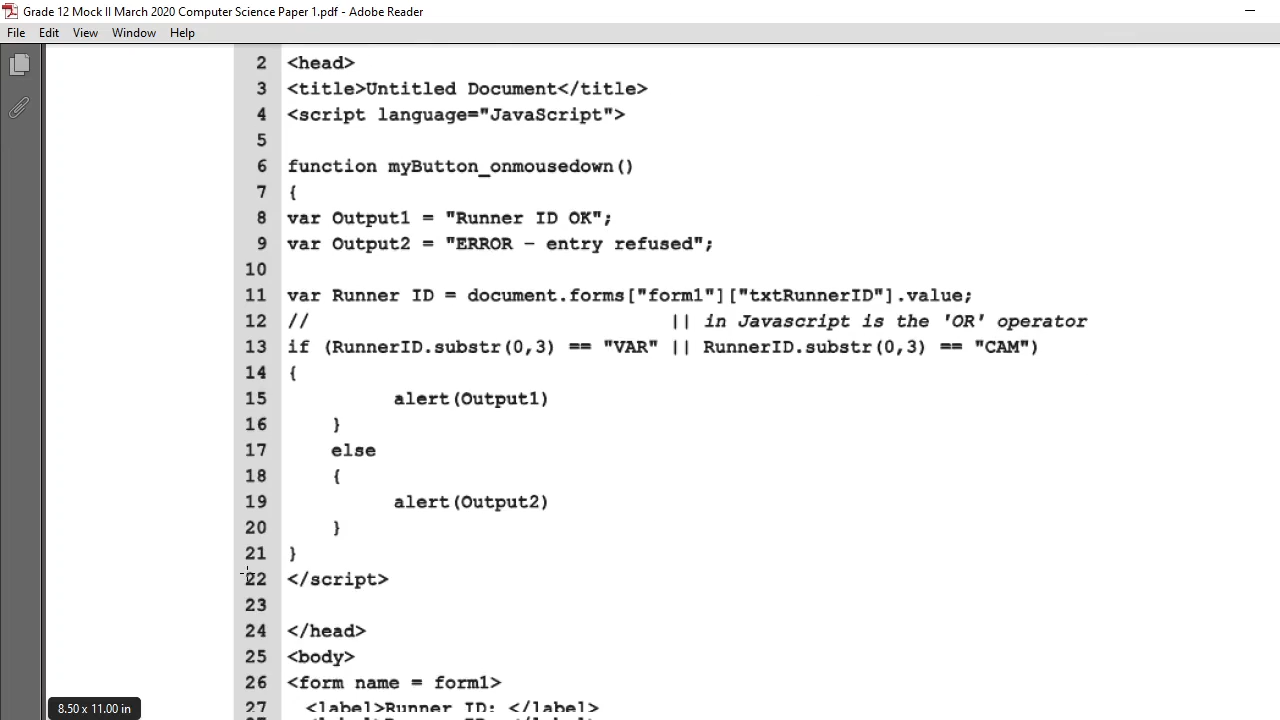 Grade 12 Mock II March 2020 Computer Science Paper 1.pdf - Adobe Reader
File Edit View Window Help
2 <head>
3 <title>Untitled Document</title>
4 <script language="JavaScript">
5
6 function myButton_onmousedown()
7 {
8 var Output1 = "Runner ID OK";
9 var Output2 = "ERROR – entry refused";
10
11 var Runner ID = document.forms["form1"]["txtRunnerID"].value;
12 // || in Javascript is the 'OR' operator
13 if (RunnerID.substr(0,3) == "VAR" || RunnerID.substr(0,3) == "CAM")
14 {
15 alert(Output1)
16 }
17 else
18 {
19 alert(Output2)
20 }
21 }
22 </script>
23
24 </head>
25 <body>
26 <form name = form1>
27 <label>Runner ID: </label>
8.50 x 11.00 in